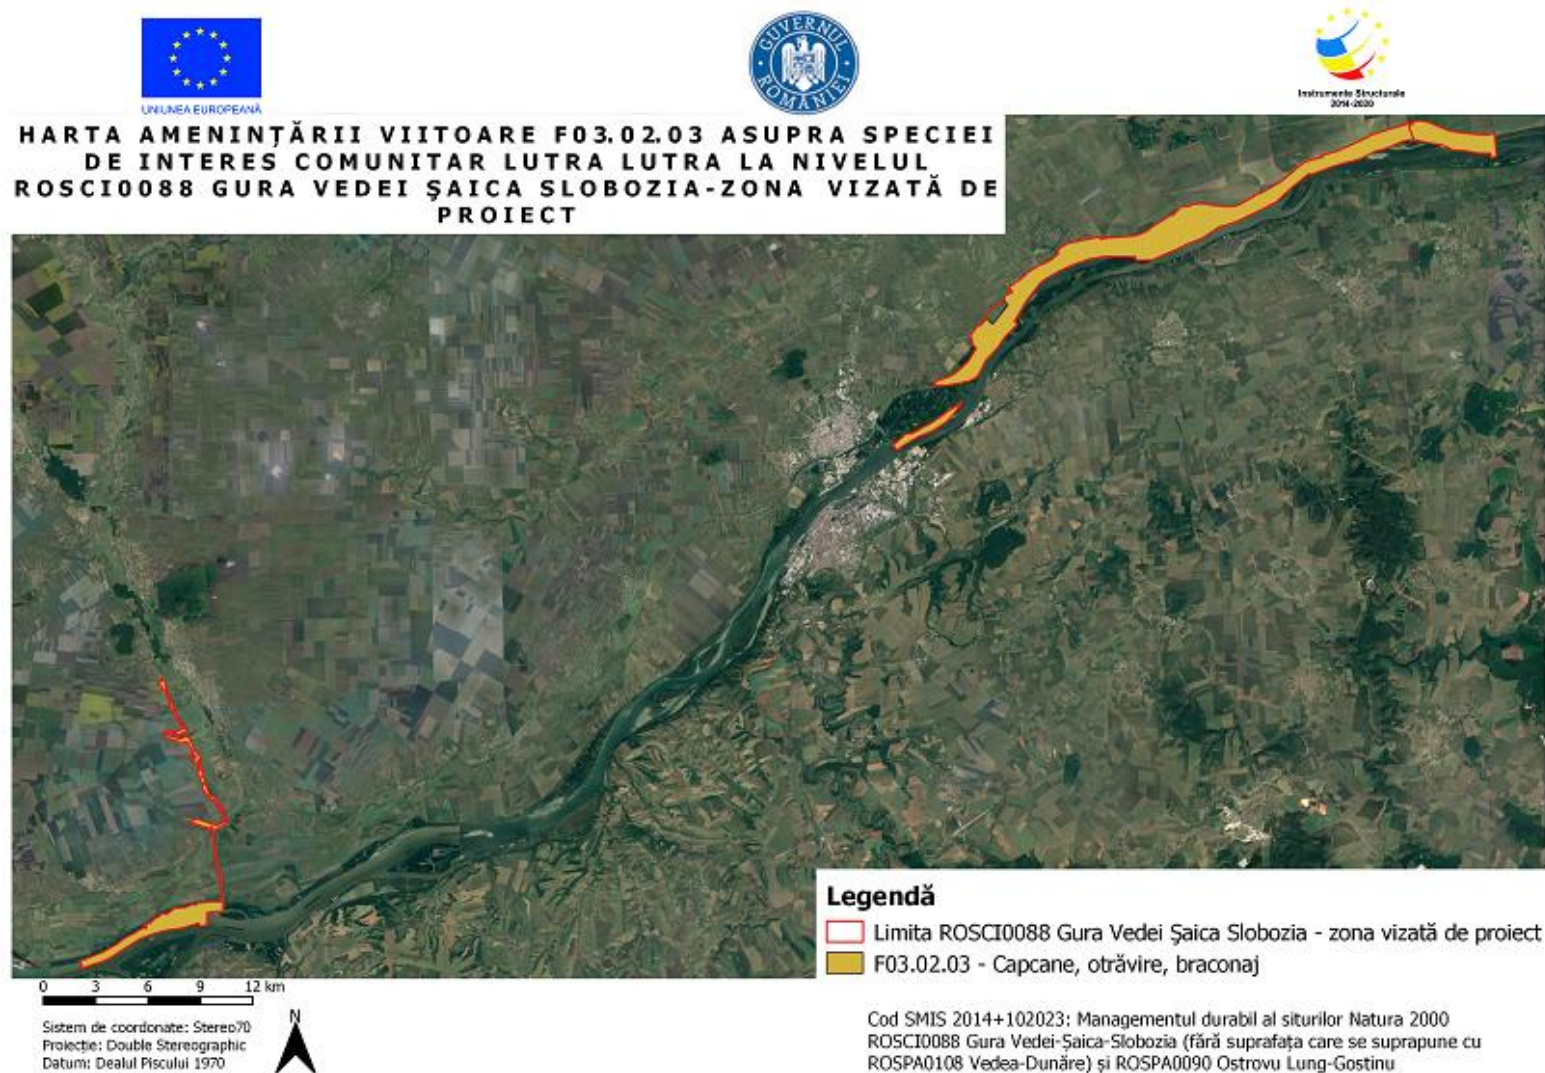 UNIUNEA EUROPEANĂ
GUVERNUL ROMÂNIEI
Instrumente Structurale
2014-2020
HARTA AMENINȚĂRII VIITOARE F03.02.03 ASUPRA SPECIEI
DE INTERES COMUNITAR LUTRA LUTRA LA NIVELUL
ROSCI0088 GURA VEDEI ȘAICA SLOBOZIA-ZONA VIZATĂ DE
PROIECT
Legendă
Limita ROSCI0088 Gura Vedei Șaica Slobozia - zona vizată de proiect
F03.02.03 - Capcane, otrăvire, braconaj
0 3 6 9 12 km
N
Sistem de coordonate: Stereo70
Proiecție: Double Stereographic
Datum: Dealul Piscului 1970
Cod SMIS 2014+102023: Managementul durabil al siturilor Natura 2000
ROSCI0088 Gura Vedei-Șaica-Slobozia (fără suprafața care se suprapune cu
ROSPA0108 Vedea-Dunăre) și ROSPA0090 Ostrovu Lung-Gostinu